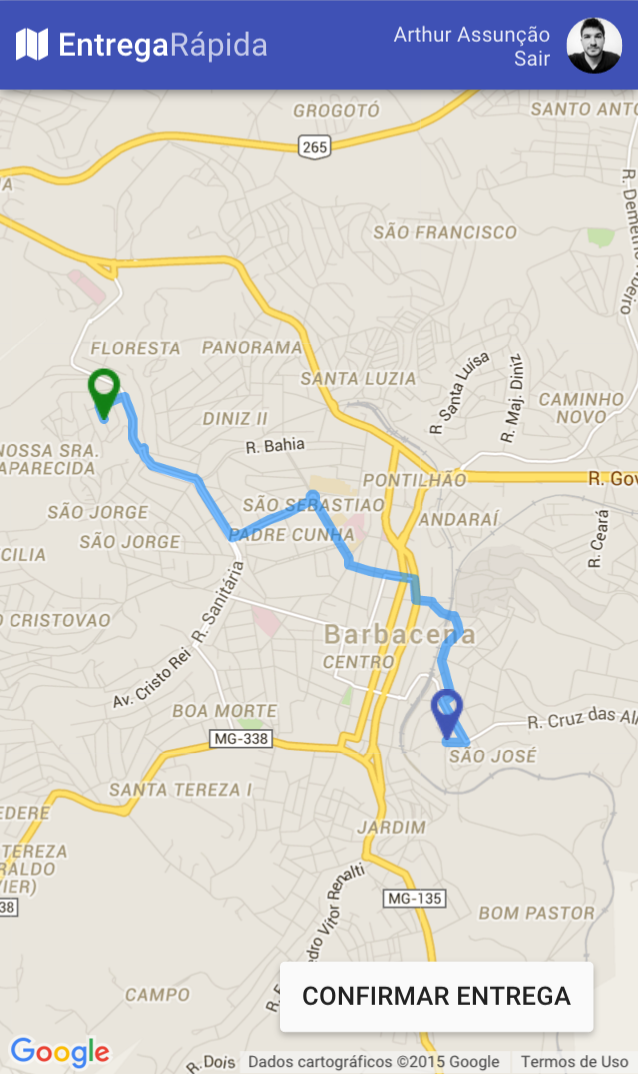 EntregaRápida
Arthur Assunção
Sair
GROGOTÓ
SANTO ANTO
265
SÃO FRANCISCO
R. Demetrio Ribeiro
FLORESTA
PANORAMA
SANTA LUZIA
R. Santa Luísa
R. Maj. Diniz
CAMINHO
NOVO
DINIZ II
R. Bahia
NOSSA SRA.
APARECIDA
PONTILHÃO
R. Gov
SÃO JORGE
SÃO SEBASTIAO
ANDARAÍ
R. Ceará
SÃO JORGE
PADRE CUNHA
CILIA
R. Sanitária
O CRISTOVAO
Barbacena
CENTRO
Av. Cristo Rei
BOA MORTE
R. Cruz das Al
MG-338
SÃO JOSÉ
SANTA TEREZA I
EDERE
JARDIM
TEREZA
RALDO
VIER)
38
MG-135
edro Vítor Renalti
BOM PASTOR
CAMPO
CONFIRMAR ENTREGA
Google
R. Dois
Dados cartográficos ©2015 Google
Termos de Uso